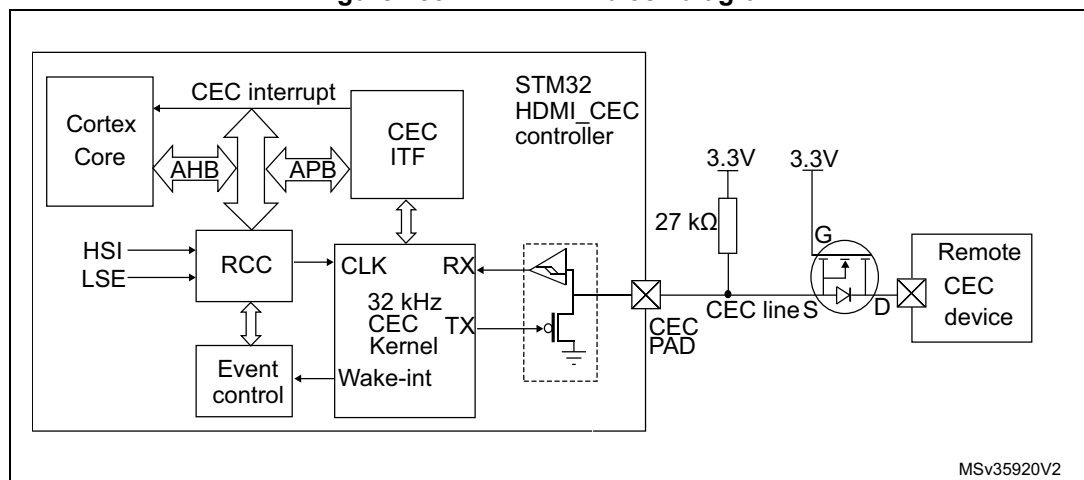 STM32
HDMI_CEC
controller
CEC interrupt
Cortex
Core
CEC
ITF
AHB
APB
3.3V
3.3V
27 kΩ
HSI
LSE
RCC
CLK
RX
32 kHz
CEC
Kernel
TX
Wake-int
Event
control
CEC
PAD
CEC line
S
G
D
Remote
CEC
device
MSv35920V2